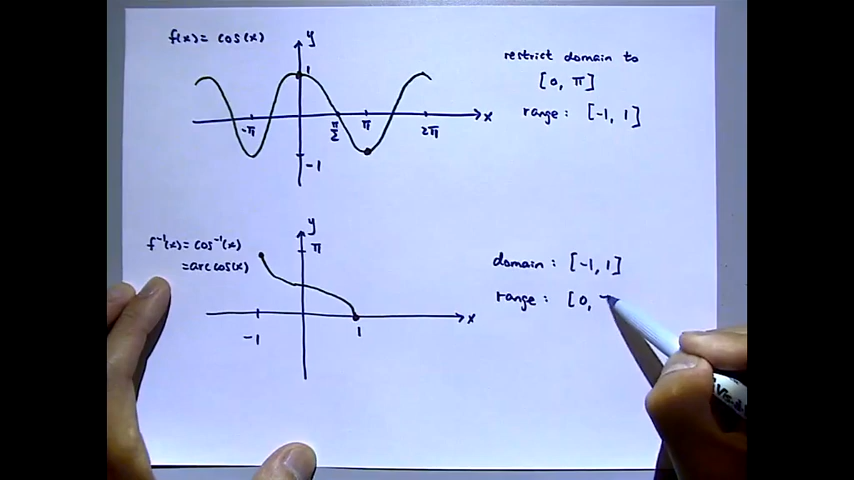 f(x) = cos(x)
y
1
x
-π
π/2
π
2π
-1
restrict domain to
[0, π]
range: [-1, 1]
f⁻¹(x) = cos⁻¹(x)
= arccos(x)
y
π
x
-1
1
domain: [-1, 1]
range: [0,